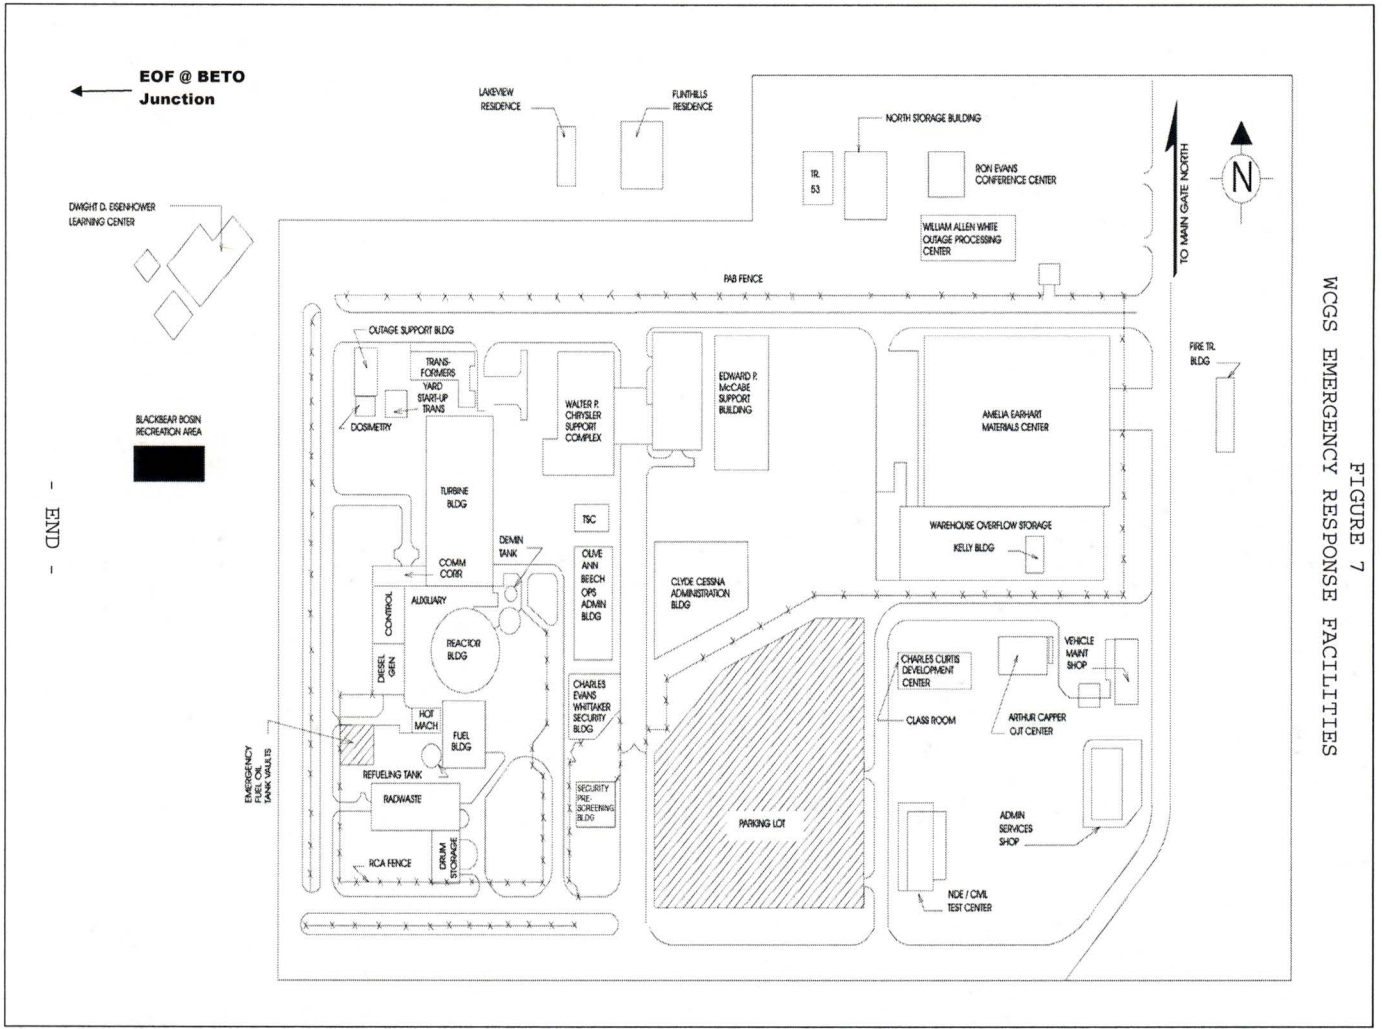 EOF @ BETO
Junction
LAKEVIEW
RESIDENCE
FLINTHILLS
RESIDENCE
NORTH STORAGE BUILDING
TR.
53
RON EVANS
CONFERENCE CENTER
WILLIAM ALLEN WHITE
OUTAGE PROCESSING
CENTER
TO MAIN GATE NORTH
N
DWIGHT D. EISENHOWER
LEARNING CENTER
PAB FENCE
OUTAGE SUPPORT BLDG
TRANS-
FORMERS
YARD
START-UP
TRANS
DOSIMETRY
WALTER P.
CHRYSLER
SUPPORT
COMPLEX
EDWARD P.
McCABE
SUPPORT
BUILDING
AMELIA EARHART
MATERIALS CENTER
FIRE TR.
BLDG
BLACKBEAR BOSIN
RECREATION AREA
TURBINE
BLDG
TSC
DEMIN
TANK
WAREHOUSE OVERFLOW STORAGE
KELLY BLDG
COMM
CORR
OLIVE
ANN
BEECH
OPS
ADMIN
BLDG
CLYDE CESSNA
ADMINISTRATION
BLDG
CONTROL
AUXILIARY
REACTOR
BLDG
DIESEL
GEN
CHARLES
EVANS
WHITTAKER
SECURITY
BLDG
CHARLES CURTIS
DEVELOPMENT
CENTER
CLASS ROOM
VEHICLE
MAINT
SHOP
ARTHUR CAPPER
OJT CENTER
HOT
MACH
FUEL
BLDG
EMERGENCY
FUEL OIL
TANK VAULTS
REFUELING TANK
RADWASTE
SECURITY
PRE-
SCREENING
BLDG
PARKING LOT
ADMIN
SERVICES
SHOP
DRUM
STORAGE
RCA FENCE
NDE / CIVIL
TEST CENTER
FIGURE 7
WCGS EMERGENCY RESPONSE FACILITIES
- END -